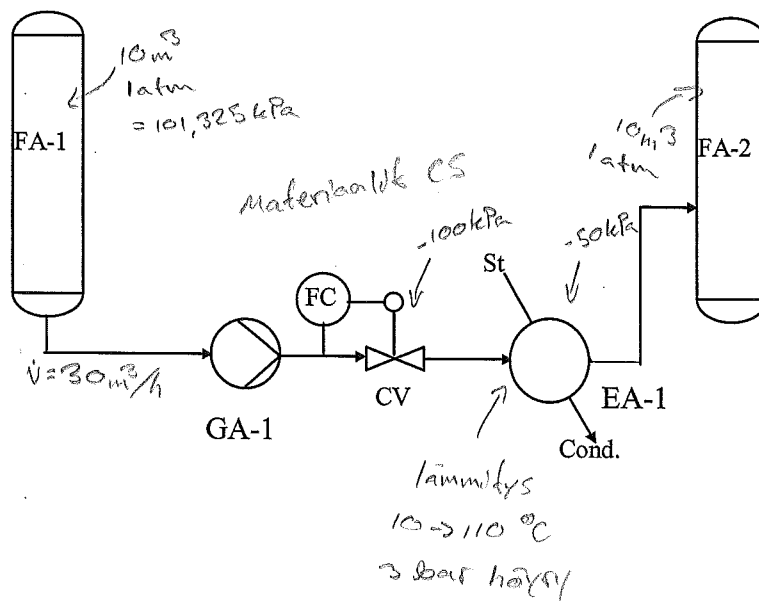 10 m³
1 atm
= 101,325 kPa
FA-1
10 m³
1 atm
FA-2
Materiaalit CS
-100 kPa
-50 kPa
St
FC
V̇=30 m³/h
CV
GA-1
EA-1
Cond.
lämmitys
10 → 110 °C
3 bar höyry